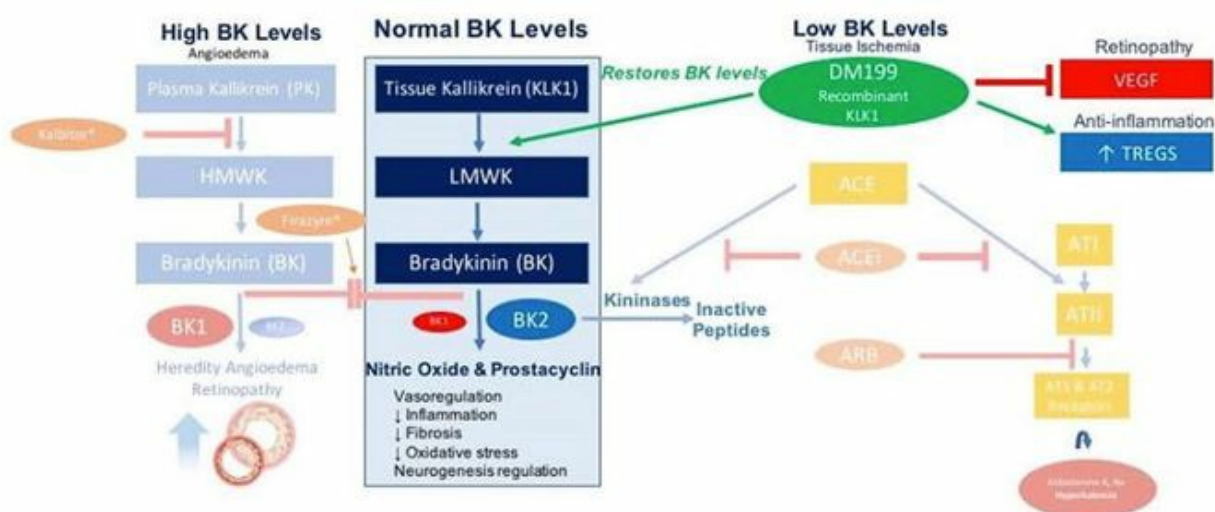 High BK Levels
Angioedema
Plasma Kallikrein (PK)
Kalbitor®
HMWK
Firazyre®
Bradykinin (BK)
BK1
Heredity Angioedema
Retinopathy
Normal BK Levels
Tissue Kallikrein (KLK1)
LMWK
Bradykinin (BK)
BK1
BK2
Nitric Oxide & Prostacyclin
Vasoregulation
↓ Inflammation
↓ Fibrosis
↓ Oxidative stress
Neurogenesis regulation
Restores BK levels
Kininases
Inactive
Peptides
Low BK Levels
Tissue Ischemia
DM199
Recombinant
KLK1
Retinopathy
VEGF
Anti-inflammation
↑ TREGS
ACE
ACEi
ARB
ATI
ATII
AT1 & AT2
Hyperkalemia